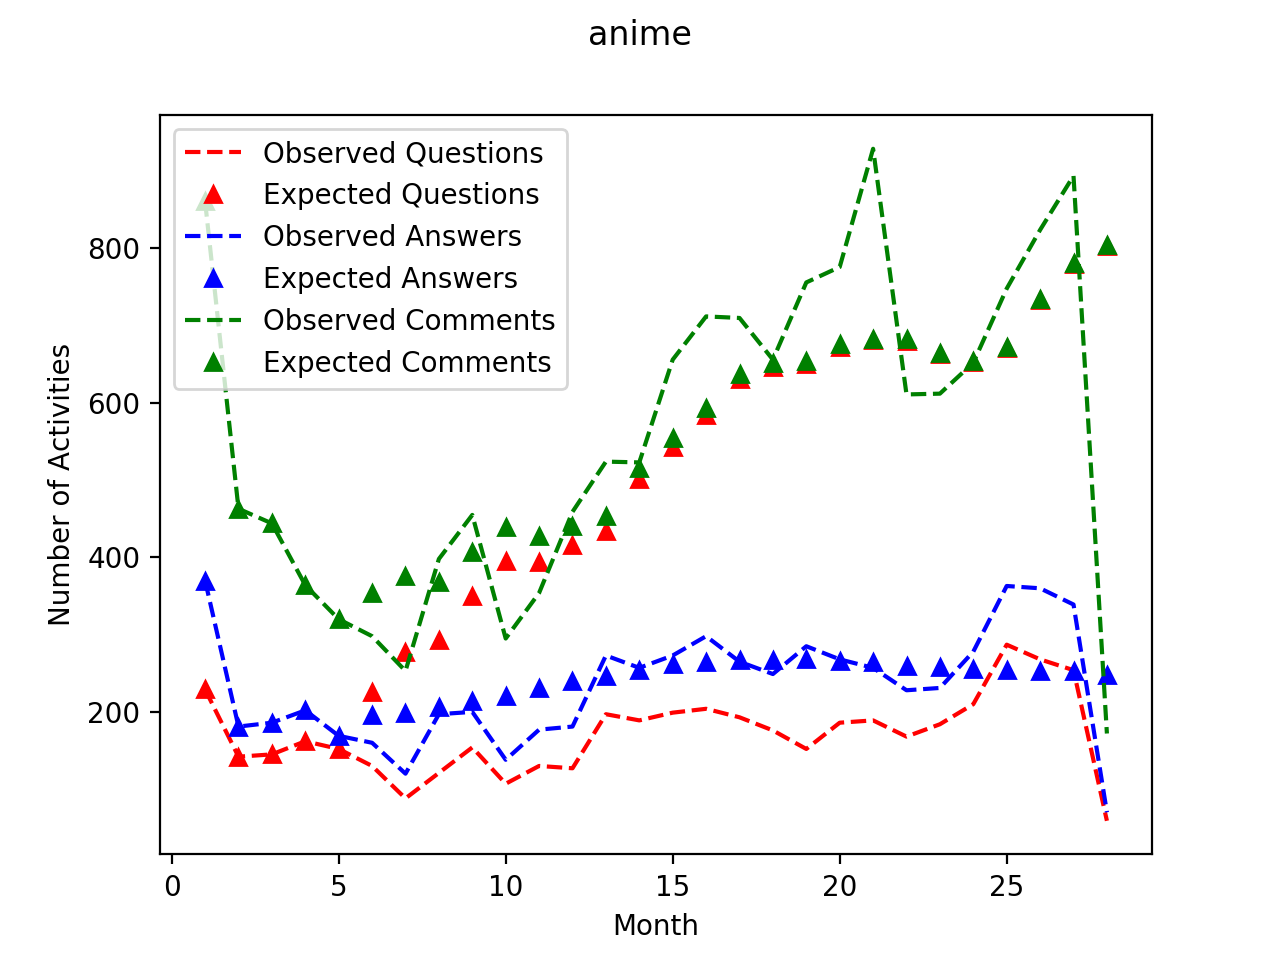 anime
Observed Questions
Expected Questions
Observed Answers
Expected Answers
Observed Comments
Expected Comments
800
600
400
200
Number of Activities
0 5 10 15 20 25
Month